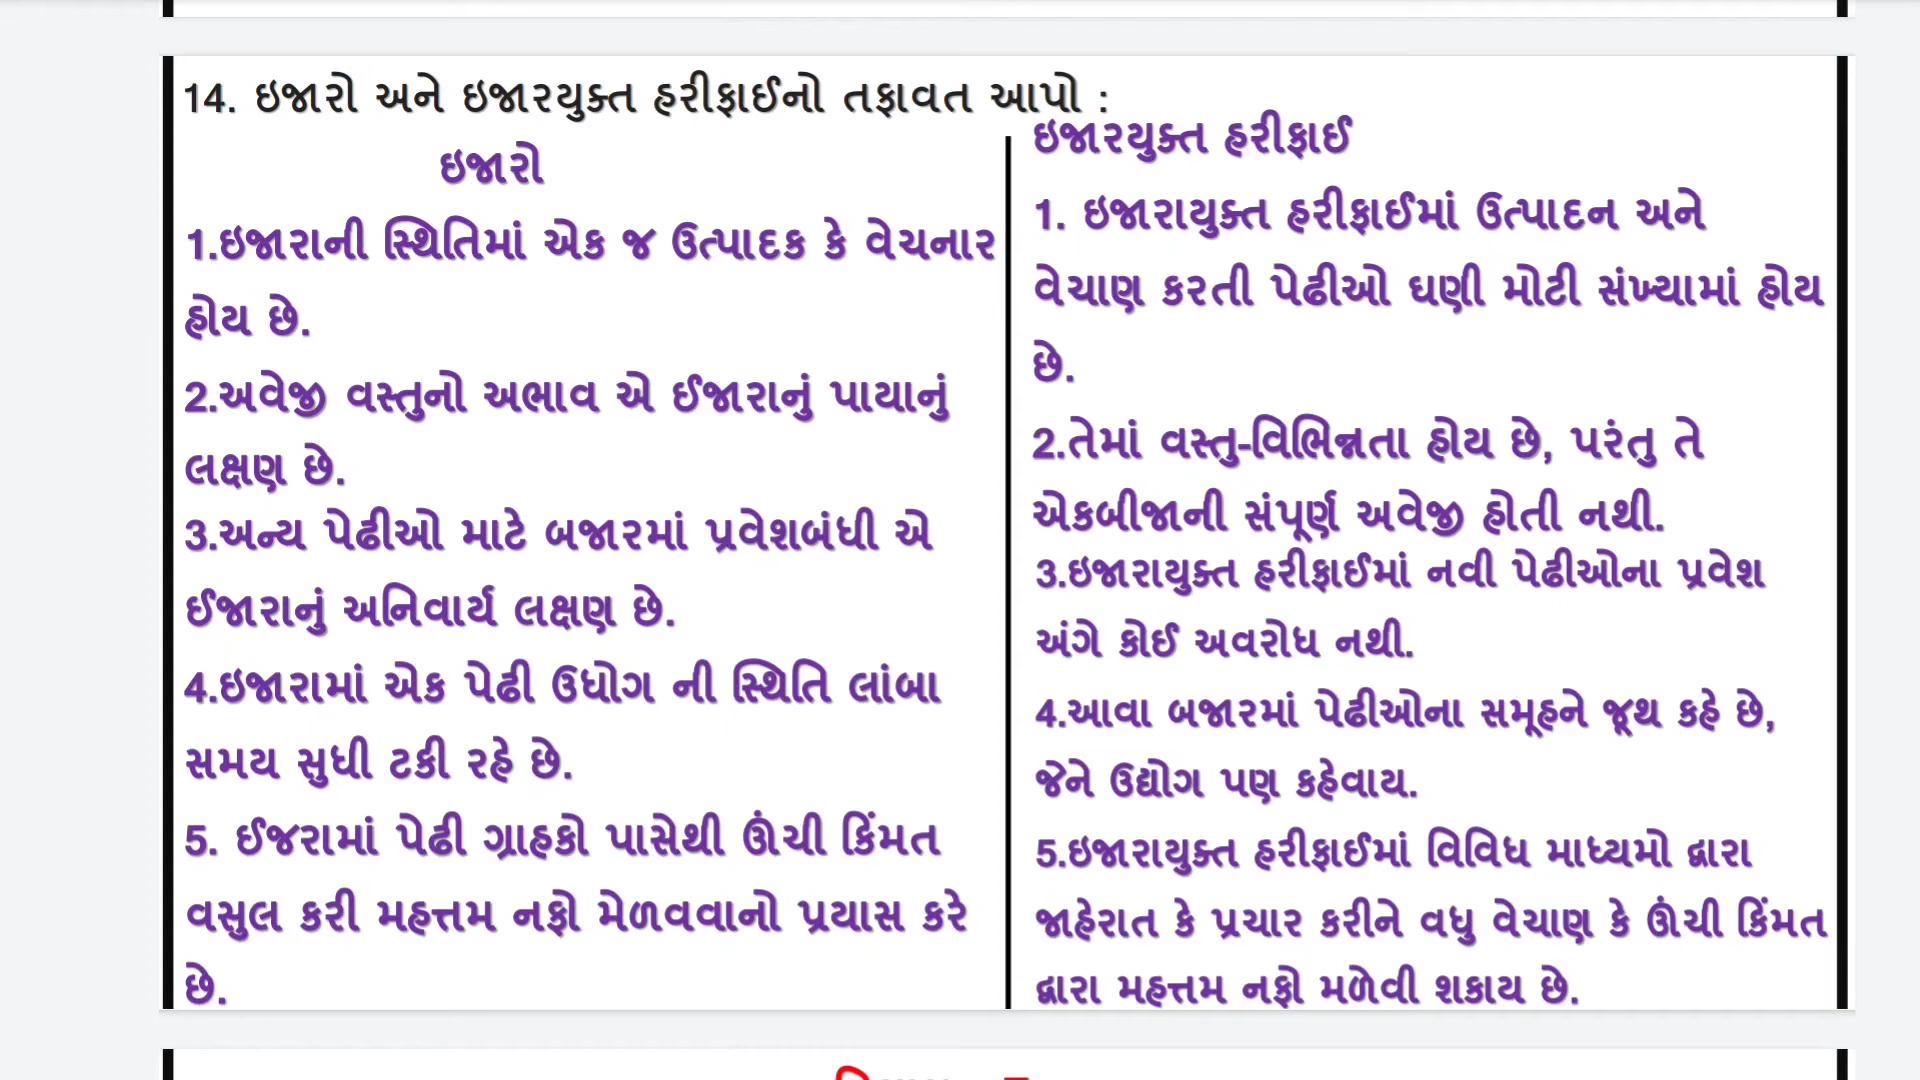 14. ઇજારો અને ઇજારયુક્ત હરીફાઈનો તફાવત આપો :
ઇજારો
1.ઇજારાની સ્થિતિમાં એક જ ઉત્પાદક કે વેચનાર
હોય છે.
2.અવેજી વસ્તુનો અભાવ એ ઈજારાનું પાયાનું
લક્ષણ છે.
3.અન્ય પેઢીઓ માટે બજારમાં પ્રવેશબંધી એ
ઈજારાનું અનિવાર્ય લક્ષણ છે.
4.ઇજારામાં એક પેઢી ઉધોગ ની સ્થિતિ લાંબા
સમય સુધી ટકી રહે છે.
5. ઈજરામાં પેઢી ગ્રાહકો પાસેથી ઊંચી કિંમત
વસુલ કરી મહત્તમ નફો મેળવવાનો પ્રયાસ કરે
છે.
ઇજારયુક્ત હરીફાઈ
1. ઇજારાયુક્ત હરીફાઈમાં ઉત્પાદન અને
વેચાણ કરતી પેઢીઓ ઘણી મોટી સંખ્યામાં હોય
છે.
2.તેમાં વસ્તુ-વિભિન્નતા હોય છે, પરંતુ તે
એકબીજાની સંપૂર્ણ અવેજી હોતી નથી.
3.ઇજારાયુક્ત હરીફાઈમાં નવી પેઢીઓના પ્રવેશ
અંગે કોઈ અવરોધ નથી.
4.આવા બજારમાં પેઢીઓના સમૂહને જૂથ કહે છે,
જેને ઉદ્યોગ પણ કહેવાય.
5.ઇજારાયુક્ત હરીફાઈમાં વિવિધ માધ્યમો દ્વારા
જાહેરાત કે પ્રચાર કરીને વધુ વેચાણ કે ઊંચી કિંમત
દ્વારા મહત્તમ નફો મળેવી શકાય છે.